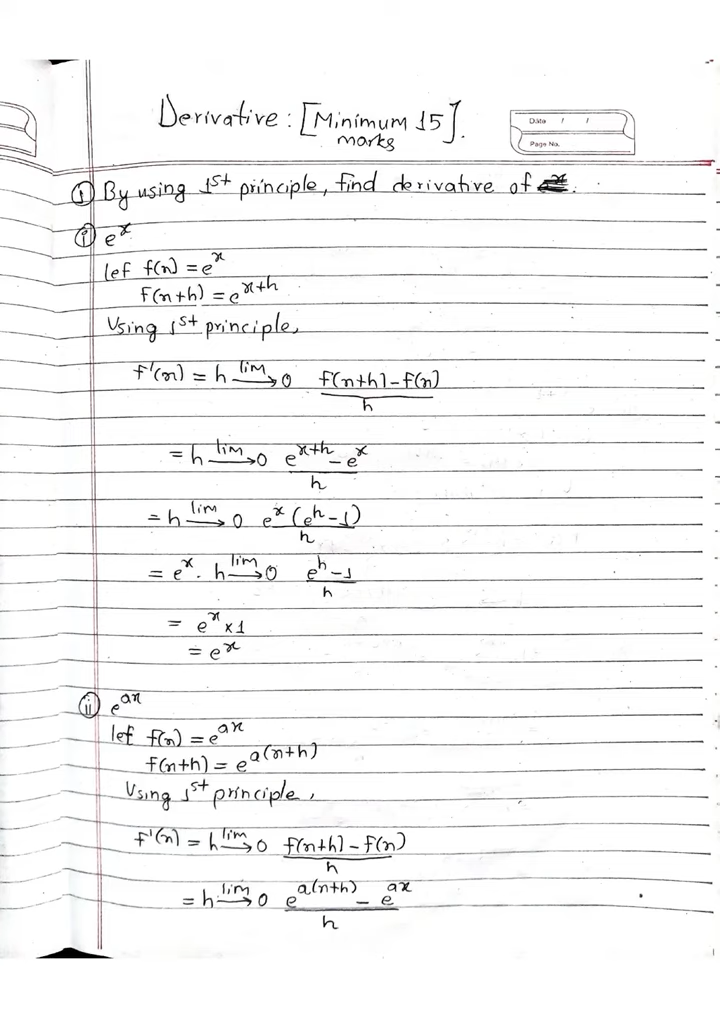 Derivative : [Minimum 15 marks].
Date / /
Page No.
① By using 1st principle, find derivative of
ⓘ e^x
let f(x) = e^x
f(x+h) = e^{x+h}
Using 1st principle,
f'(x) = h lim→0 f(x+h) - f(x) / h
= h lim→0 e^{x+h} - e^x / h
= h lim→0 e^x (e^h - 1) / h
= e^x . h lim→0 e^h - 1 / h
= e^x × 1
= e^x
ⓘⓘ e^{ax}
let f(x) = e^{ax}
f(x+h) = e^{a(x+h)}
Using 1st principle,
f'(x) = h lim→0 f(x+h) - f(x) / h
= h lim→0 e^{a(x+h)} - e^{ax} / h